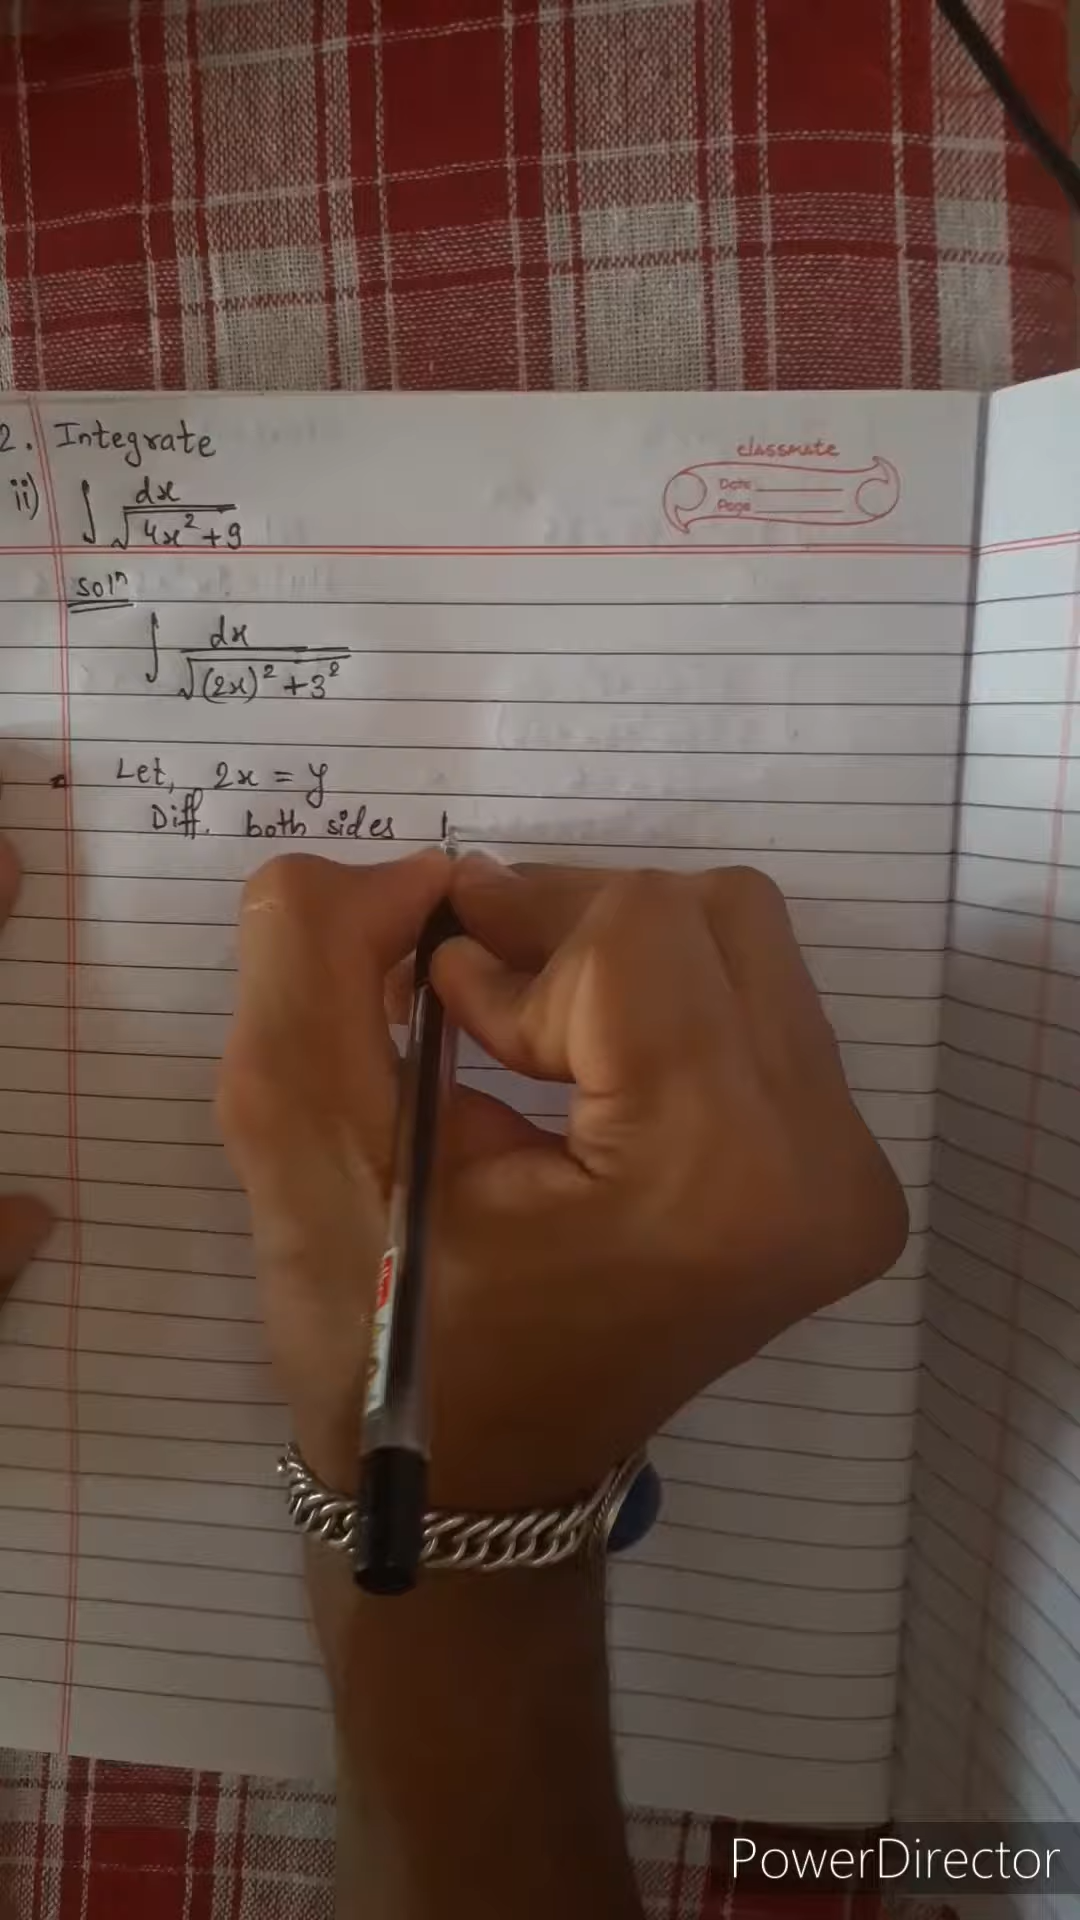 2. Integrate
ii) ∫ dx / √4x² + 9
Solⁿ
∫ dx / √(2x)² + 3²
Let, 2x = y
Diff. both sides
classmate
Date
Page
PowerDirector